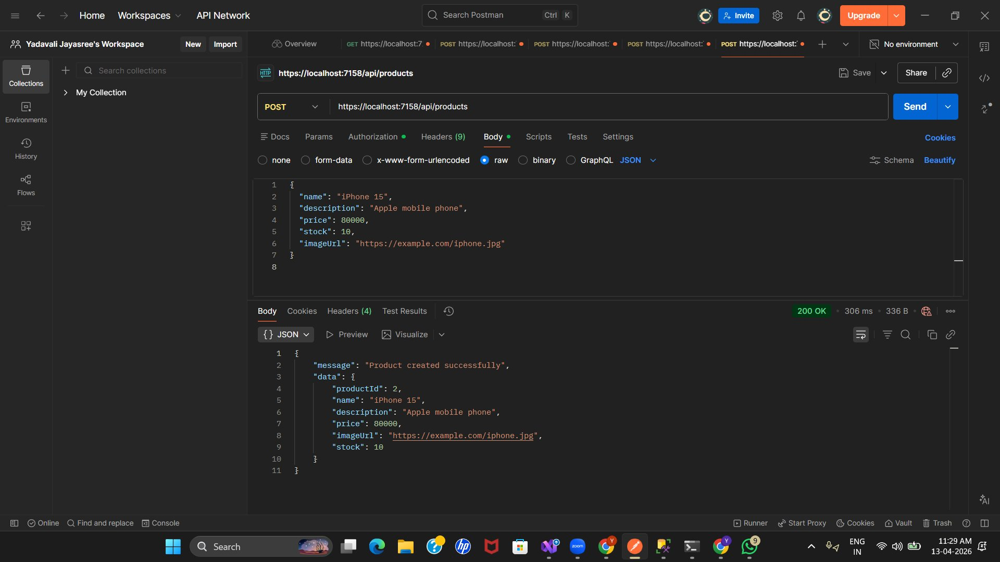 Home Workspaces API Network Search Postman Ctrl K Invite Upgrade
Yadavali Jayasree's Workspace New Import Overview GET https://localhost:7 POST https://localhost: POST https://localhost: POST https://localhost: POST https://localhost: No environment
Collections
Search collections
My Collection
Environments
History
Flows
HTTP https://localhost:7158/api/products Save Share
POST https://localhost:7158/api/products Send
Docs Params Authorization Headers (9) Body Scripts Tests Settings Cookies
none form-data x-www-form-urlencoded raw binary GraphQL JSON Schema Beautify
1 {
2 "name": "iPhone 15",
3 "description": "Apple mobile phone",
4 "price": 80000,
5 "stock": 10,
6 "imageUrl": "https://example.com/iphone.jpg"
7 }
8
Body Cookies Headers (4) Test Results 200 OK • 306 ms • 336 B
{} JSON Preview Visualize
1 {
2 "message": "Product created successfully",
3 "data": {
4 "productId": 2,
5 "name": "iPhone 15",
6 "description": "Apple mobile phone",
7 "price": 80000,
8 "imageUrl": "https://example.com/iphone.jpg",
9 "stock": 10
10 }
11 }
AI
Online Find and replace Console Runner Start Proxy Cookies Vault Trash
Search hp zoom Y Y 9 ENG IN 11:29 AM
13-04-2026